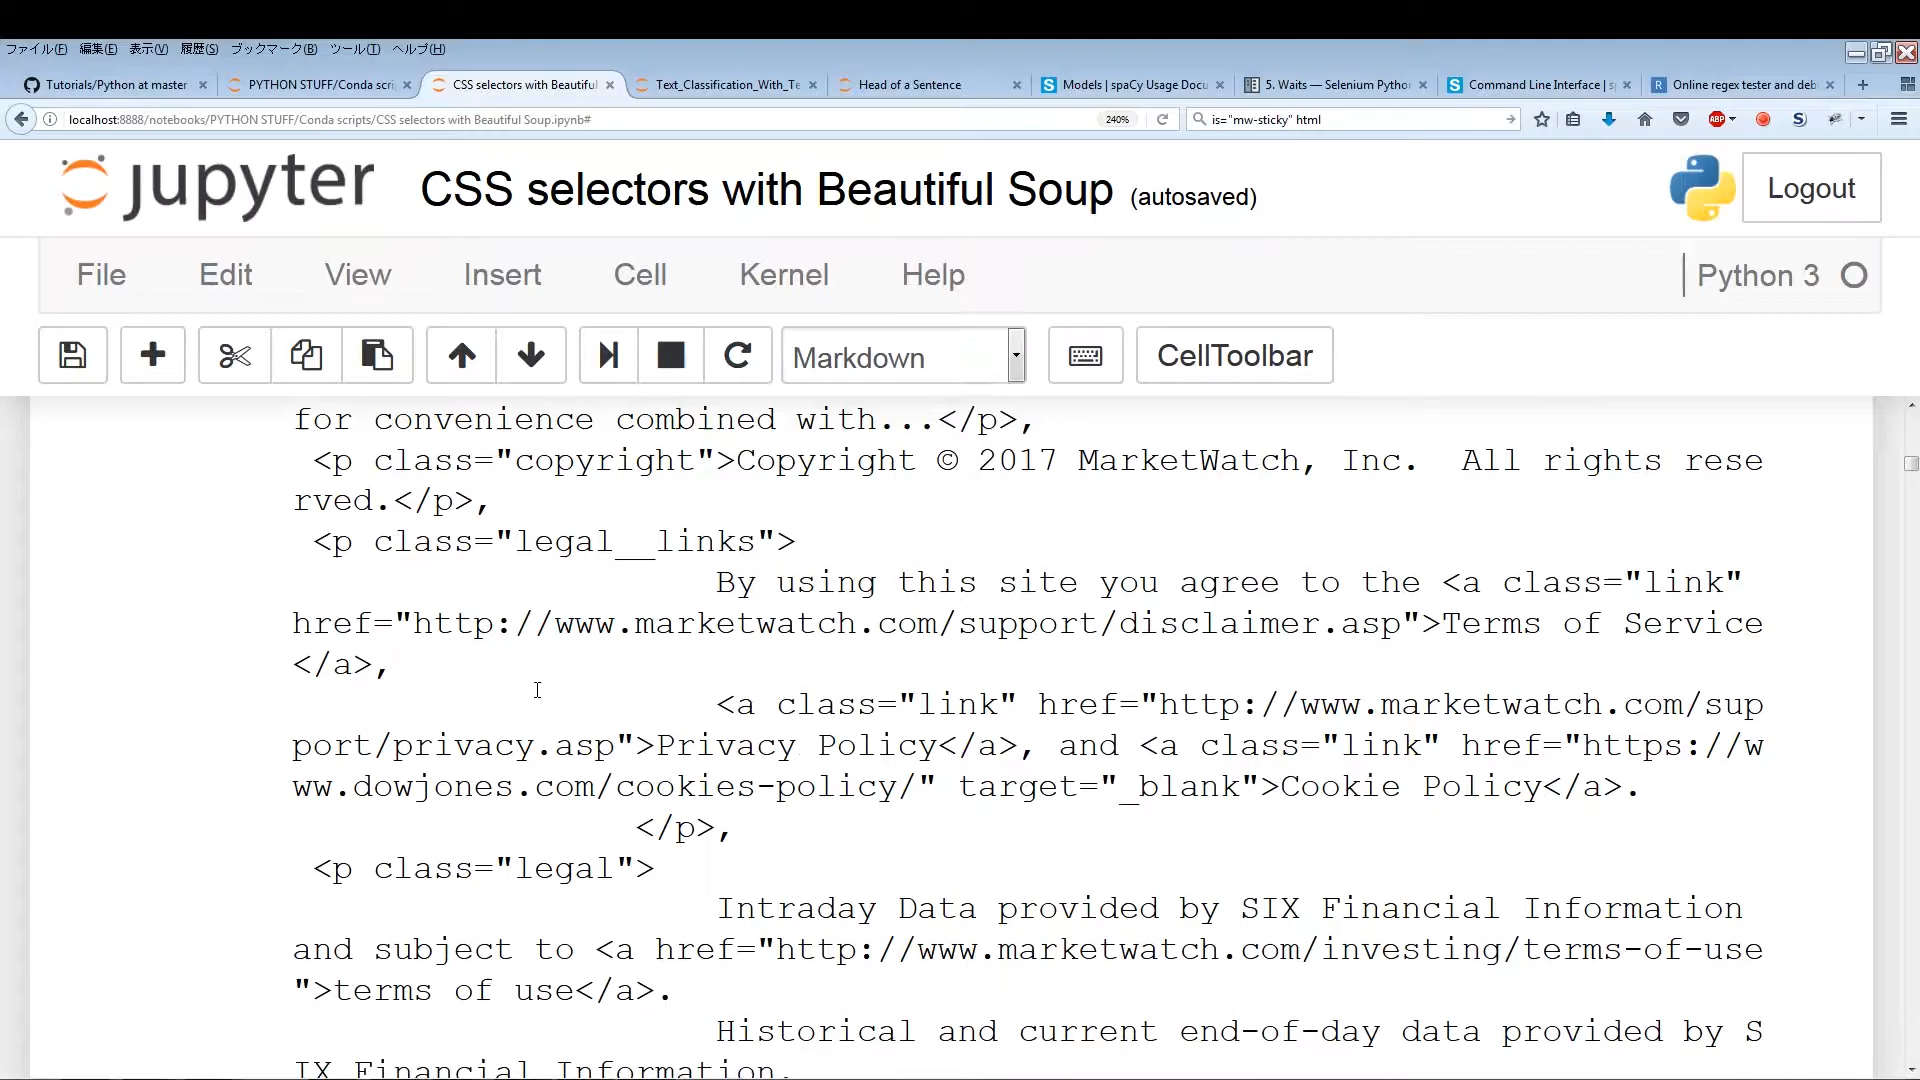 ファイル(F) 編集(E) 表示(V) 履歴(S) ブックマーク(B) ツール(T) ヘルプ(H)
Tutorials/Python at master PYTHON STUFF/Conda scri CSS selectors with Beautiful Text_Classification_With_Te Head of a Sentence Models | spaCy Usage Docu 5. Waits — Selenium Python Command Line Interface | s Online regex tester and deb
localhost:8888/notebooks/PYTHON STUFF/Conda scripts/CSS selectors with Beautiful Soup.ipynb# 240% is="mw-sticky" html
jupyter CSS selectors with Beautiful Soup (autosaved) Logout
File Edit View Insert Cell Kernel Help Python 3
Markdown CellToolbar
for convenience combined with...</p>,
<p class="copyright">Copyright © 2017 MarketWatch, Inc.  All rights rese
rved.</p>,
<p class="legal__links">
By using this site you agree to the <a class="link"
href="http://www.marketwatch.com/support/disclaimer.asp">Terms of Service
</a>,
<a class="link" href="http://www.marketwatch.com/sup
port/privacy.asp">Privacy Policy</a>, and <a class="link" href="https://w
ww.dowjones.com/cookies-policy/" target="_blank">Cookie Policy</a>.
</p>,
<p class="legal">
Intraday Data provided by SIX Financial Information
and subject to <a href="http://www.marketwatch.com/investing/terms-of-use
">terms of use</a>.
Historical and current end-of-day data provided by S
IX Financial Information.